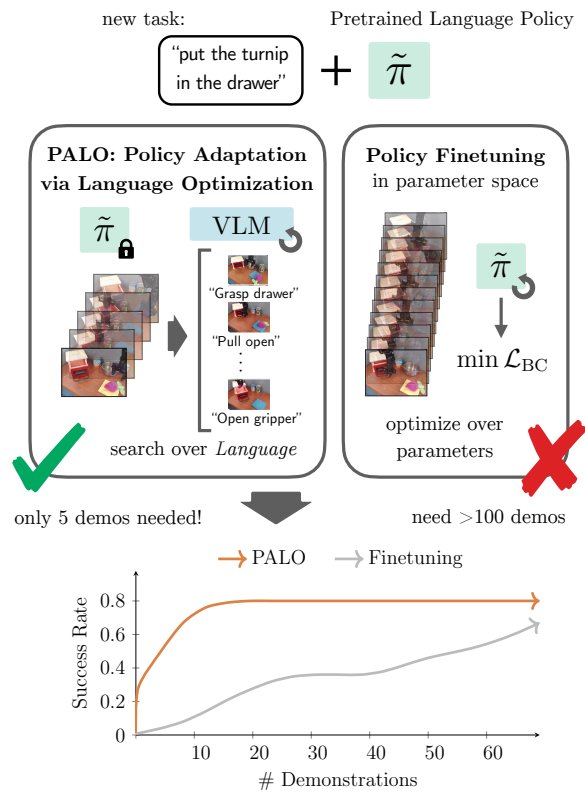 new task:
Pretrained Language Policy
“put the turnip
in the drawer”
+
π̃
PALO: Policy Adaptation
via Language Optimization
π̃
VLM
“Grasp drawer”
“Pull open”
⋮
“Open gripper”
search over Language
only 5 demos needed!
Policy Finetuning
in parameter space
π̃
min ℒ_BC
optimize over
parameters
need >100 demos
PALO
Finetuning
Success Rate
0.8
0.6
0.4
0.2
0
10 20 30 40 50 60
# Demonstrations